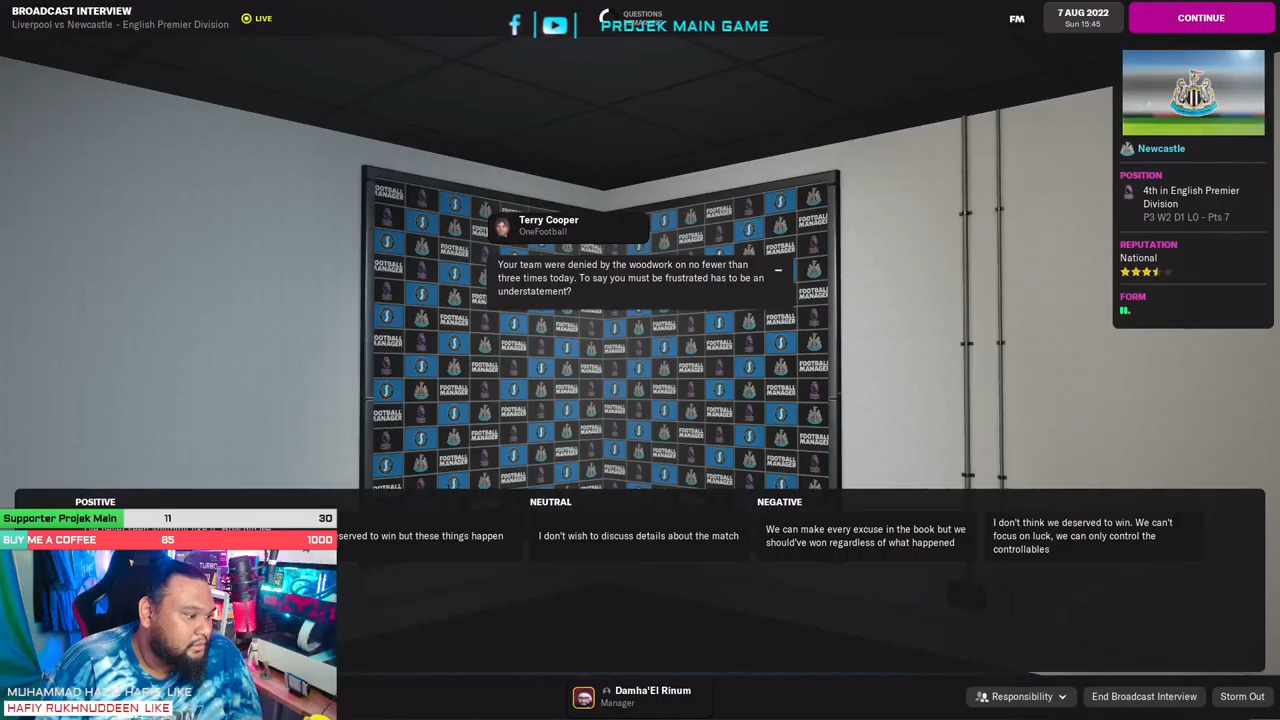 BROADCAST INTERVIEW
Liverpool vs Newcastle - English Premier Division
LIVE
QUESTIONS
PROJEK MAIN GAME
FM
7 AUG 2022
Sun 15:45
CONTINUE
Newcastle
POSITION
4th in English Premier
Division
P3 W2 D1 L0 - Pts 7
REPUTATION
National
FORM
Terry Cooper
OneFootball
Your team were denied by the woodwork on no fewer than
three times today. To say you must be frustrated has to be an
understatement?
FOOTBALL MANAGER
POSITIVE
NEUTRAL
NEGATIVE
eserved to win but these things happen
I don't wish to discuss details about the match
We can make every excuse in the book but we
should've won regardless of what happened
I don't think we deserved to win. We can't
focus on luck, we can only control the
controllables
Supporter Projek Main 11 30
BUY ME A COFFEE 85 1000
HAFIY RUKHNUDDEEN LIKE
Damha'El Rinum
Manager
Responsibility
End Broadcast Interview
Storm Out